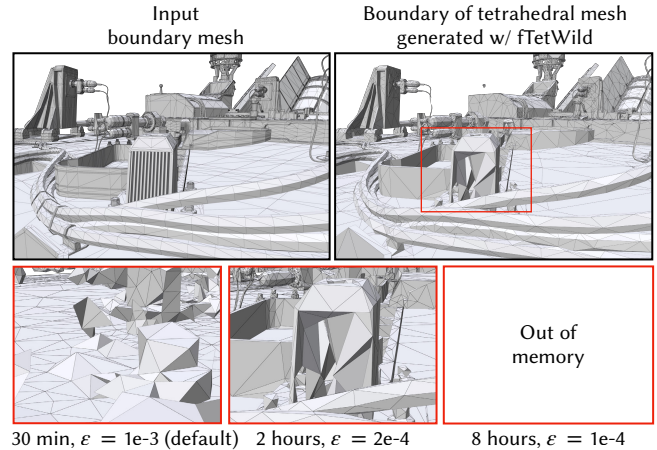 Input
boundary mesh
Boundary of tetrahedral mesh
generated w/ fTetWild
Out of
memory
30 min, ε = 1e-3 (default)
2 hours, ε = 2e-4
8 hours, ε = 1e-4